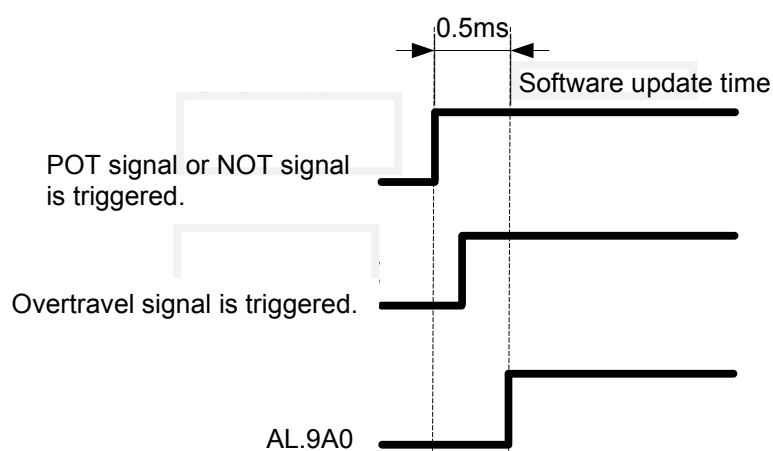 0.5ms
Software update time
POT signal or NOT signal
is triggered.
Overtravel signal is triggered.
AL.9A0